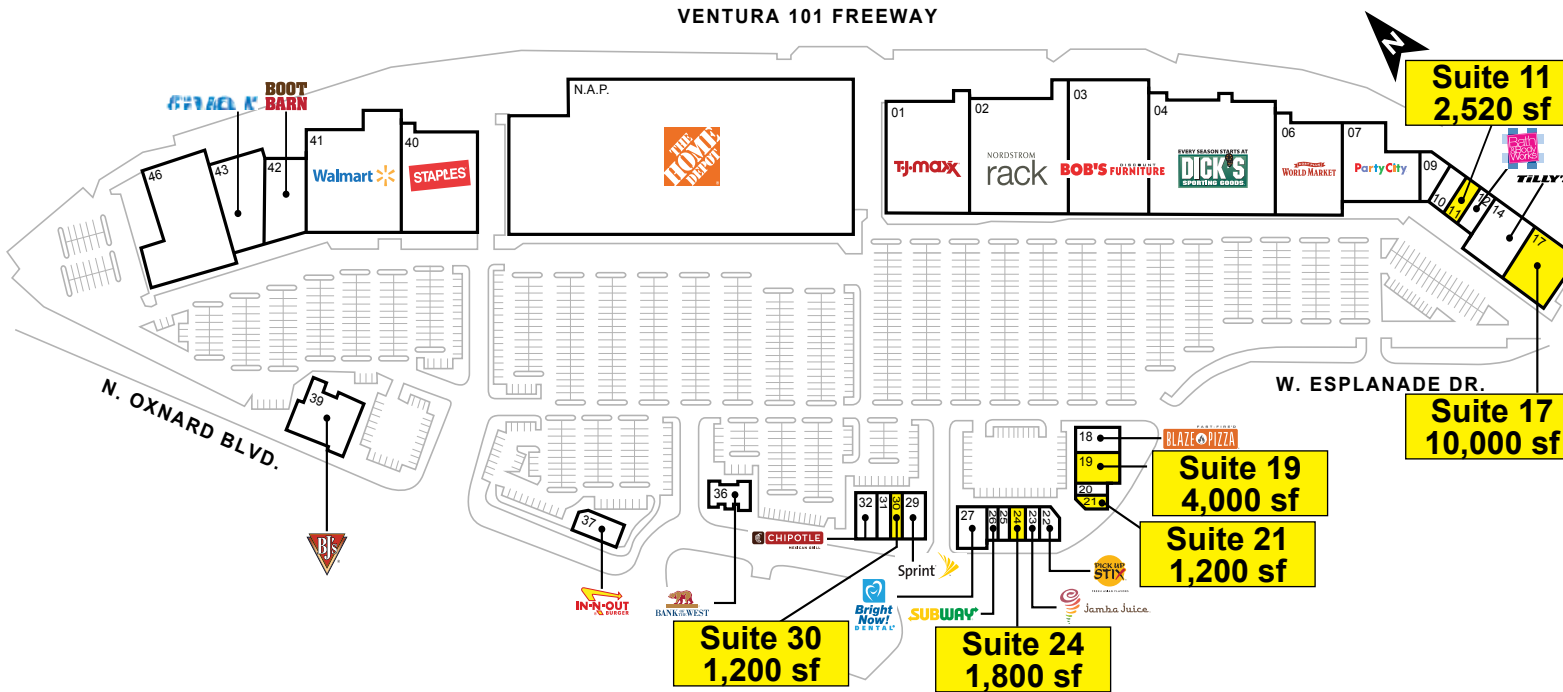 VENTURA 101 FREEWAY
N
BOOT
BARN
46
43
42
41
Walmart
40
STAPLES
N.A.P.
THE
HOME
DEPOT
01
T.J.maxx
02
NORDSTROM
rack
03
BOB'S DISCOUNT
FURNITURE
04
EVERY SEASON STARTS AT
DICK'S
SPORTING GOODS
06
WORLD MARKET
07
Party City
09
10
11
12
14
17
Suite 11
2,520 sf
Bath
& Body
Works
TILLY'
W. ESPLANADE DR.
Suite 17
10,000 sf
N. OXNARD BLVD.
39
BJ's
37
IN-N-OUT
BURGER
36
BANK OF THE WEST
32
31
30
29
CHIPOTLE
MEXICAN GRILL
Sprint
Suite 30
1,200 sf
27
26
25
24
23
22
Bright
Now!
DENTAL
SUBWAY
Suite 24
1,800 sf
Jamba Juice
PICK UP
STIX
18
19
20
21
FAST-FIRE'D
BLAZE PIZZA
Suite 19
4,000 sf
Suite 21
1,200 sf